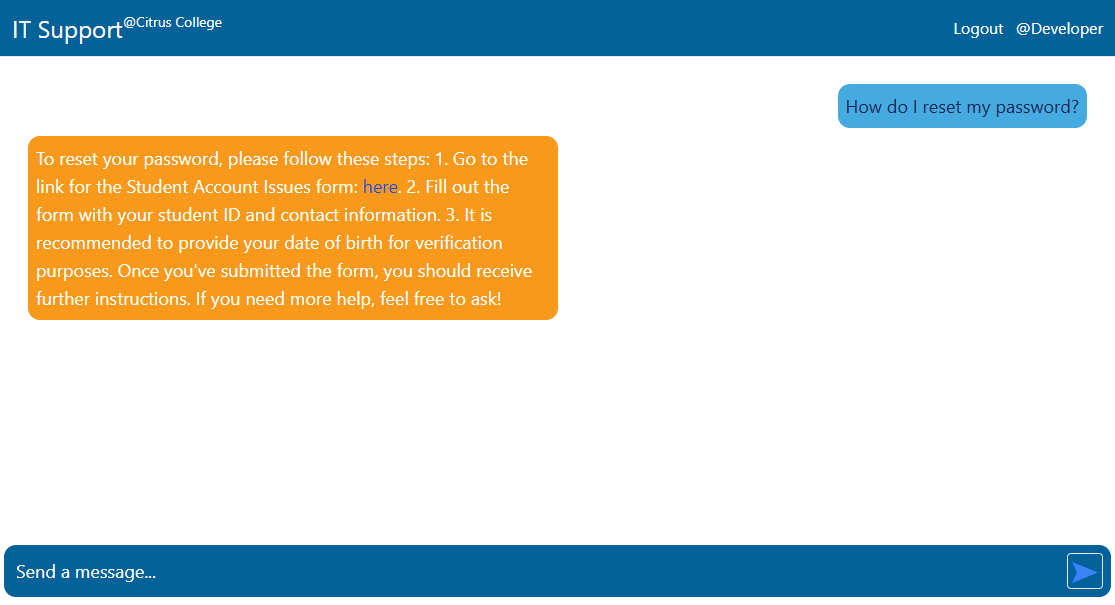 IT Support@Citrus College
Logout @Developer
How do I reset my password?
To reset your password, please follow these steps: 1. Go to the
link for the Student Account Issues form: here. 2. Fill out the
form with your student ID and contact information. 3. It is
recommended to provide your date of birth for verification
purposes. Once you've submitted the form, you should receive
further instructions. If you need more help, feel free to ask!
Send a message...